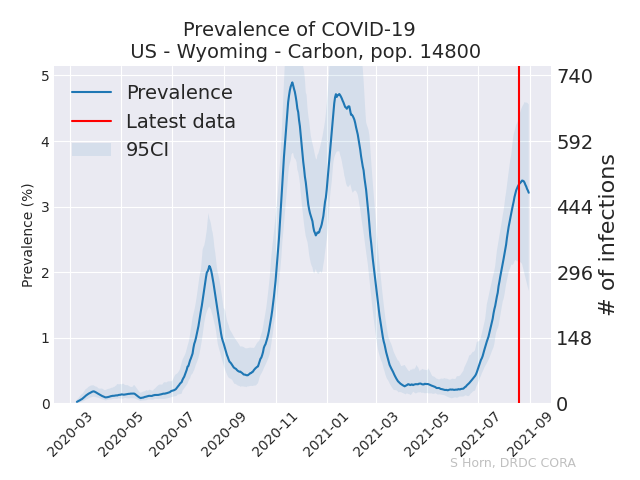 Prevalence of COVID-19
US - Wyoming - Carbon, pop. 14800
Prevalence
Latest data
95CI
Prevalence (%)
5
4
3
2
1
0
740
592
444
296
148
0
# of infections
2020-03
2020-05
2020-07
2020-09
2020-11
2021-01
2021-03
2021-05
2021-07
2021-09
S Horn, DRDC CORA